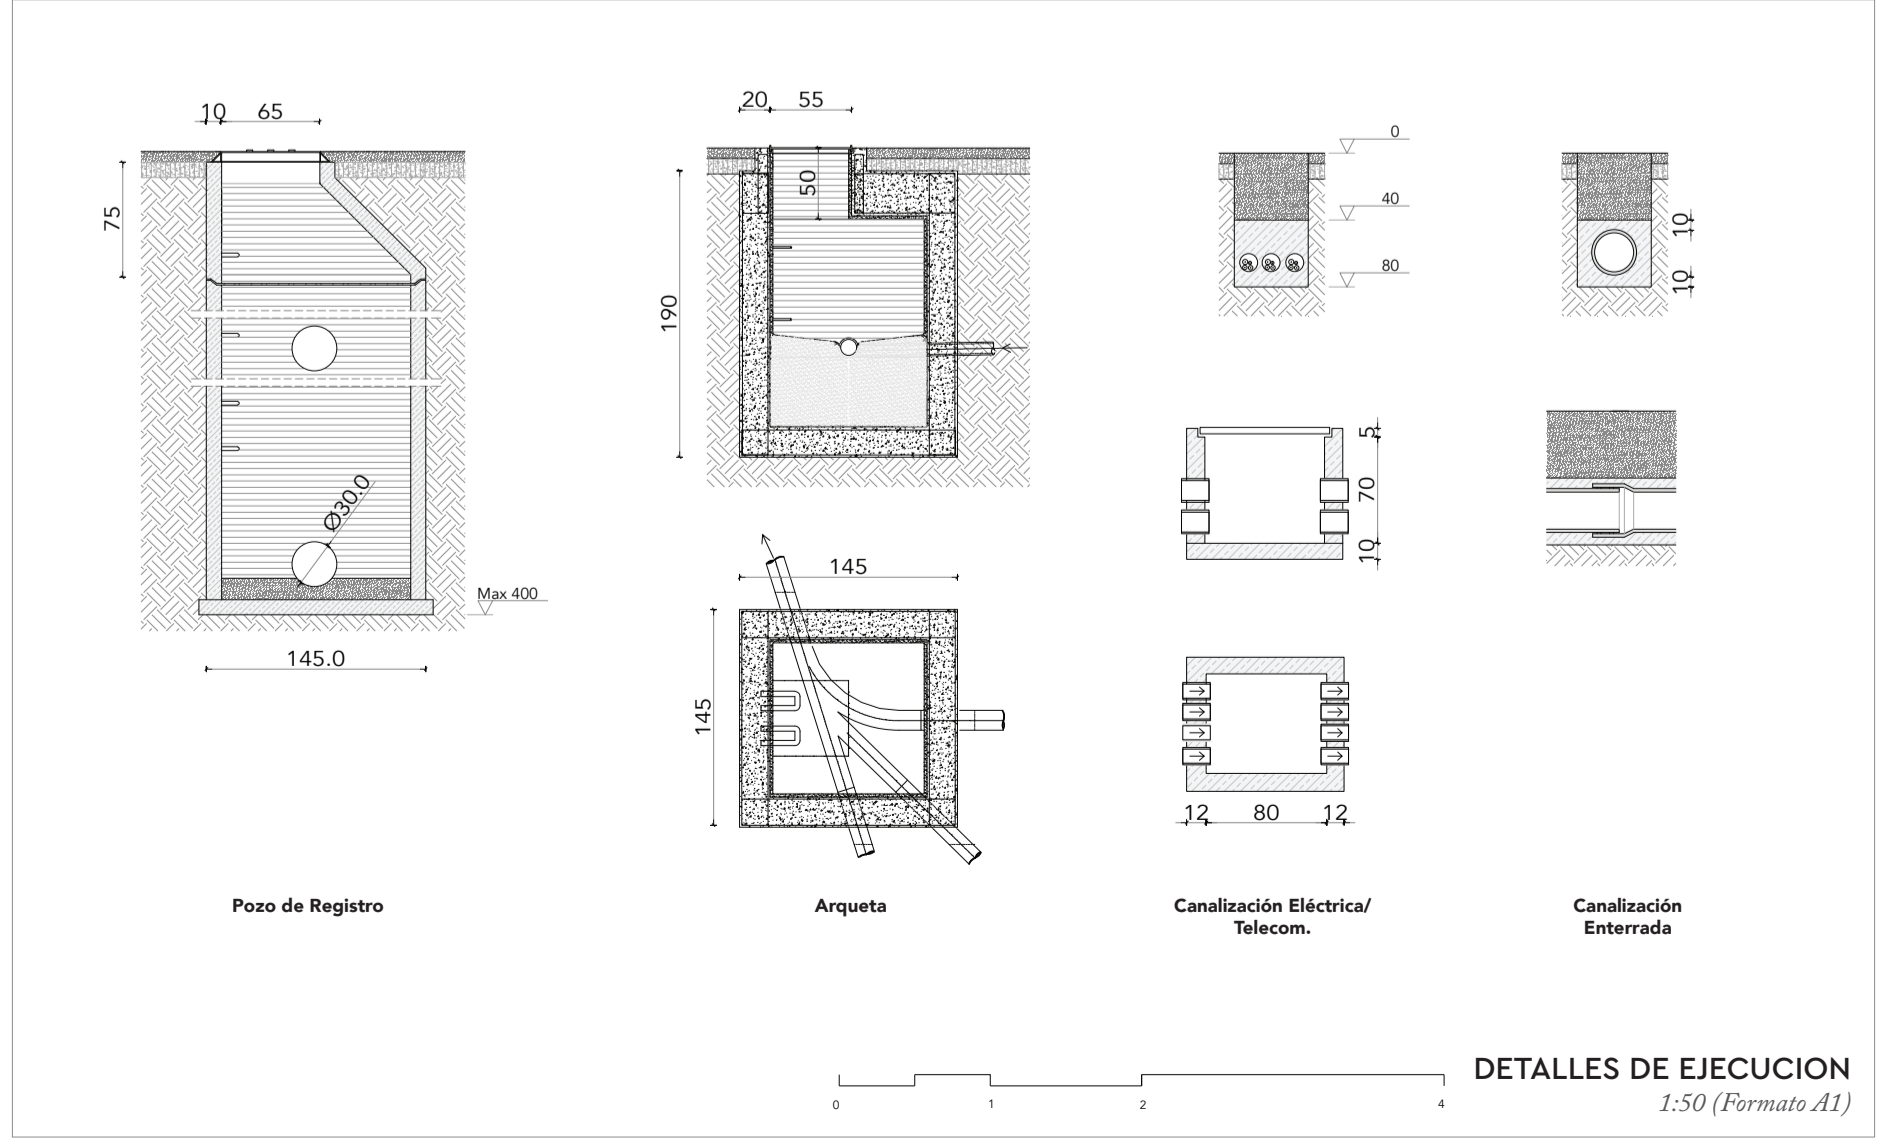 10
65
75
Ø30.0
Max 400
145.0
Pozo de Registro
20
55
50
190
145
145
Arqueta
0
40
80
5
70
10
12
80
12
Canalización Eléctrica/
Telecom.
10
10
Canalización
Enterrada
0
1
2
4
DETALLES DE EJECUCION
1:50 (Formato A1)